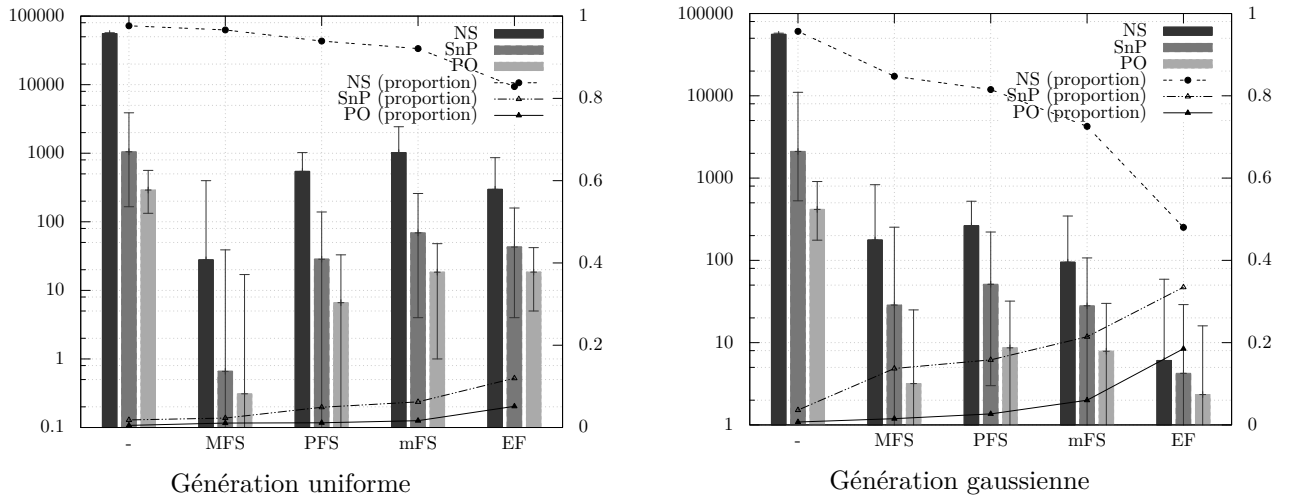 100000
10000
1000
100
10
1
0.1
1
0.8
0.6
0.4
0.2
0
NS
SnP
PO
NS (proportion)
SnP (proportion)
PO (proportion)
- MFS PFS mFS EF
Génération uniforme
100000
10000
1000
100
10
1
1
0.8
0.6
0.4
0.2
0
NS
SnP
PO
NS (proportion)
SnP (proportion)
PO (proportion)
- MFS PFS mFS EF
Génération gaussienne